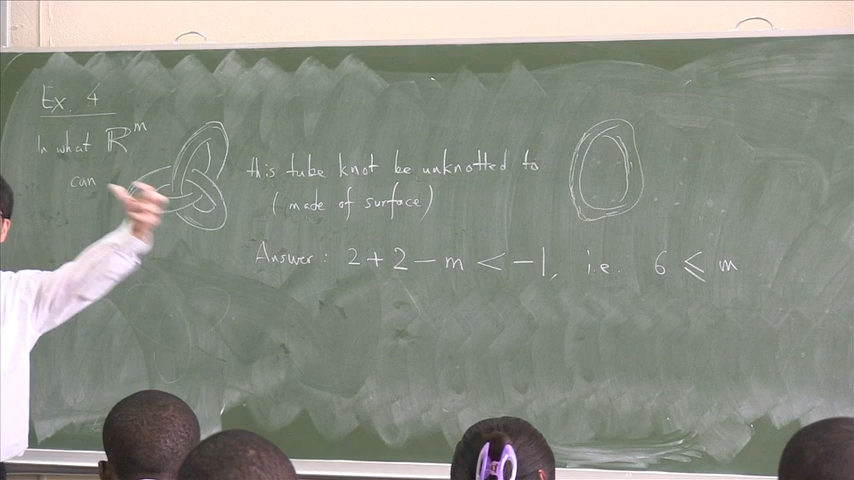 Ex. 4
In what ℝ^m
can this tube knot be unknotted to
(made of surface)
Answer: 2 + 2 − m < −1, i.e. 6 ≤ m